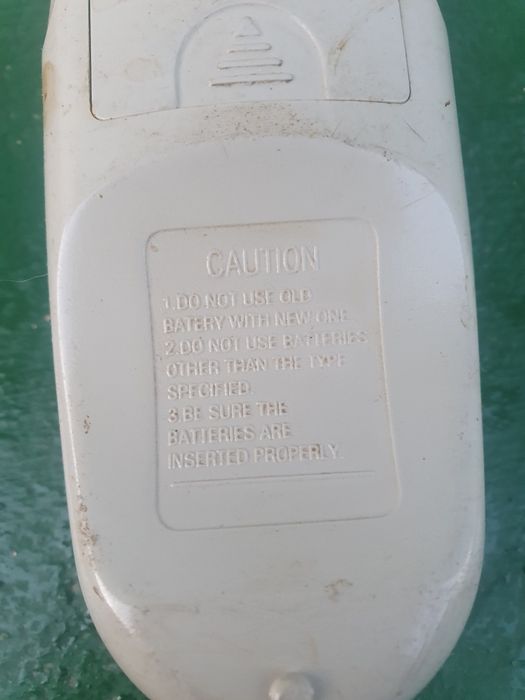 CAUTION
1.DO NOT USE OLD
BATERY WITH NEW ONE.
2.DO NOT USE BATTERIES
OTHER THAN THE TYPE
SPECIFIED.
3.BE SURE THE
BATTERIES ARE
INSERTED PROPERLY.